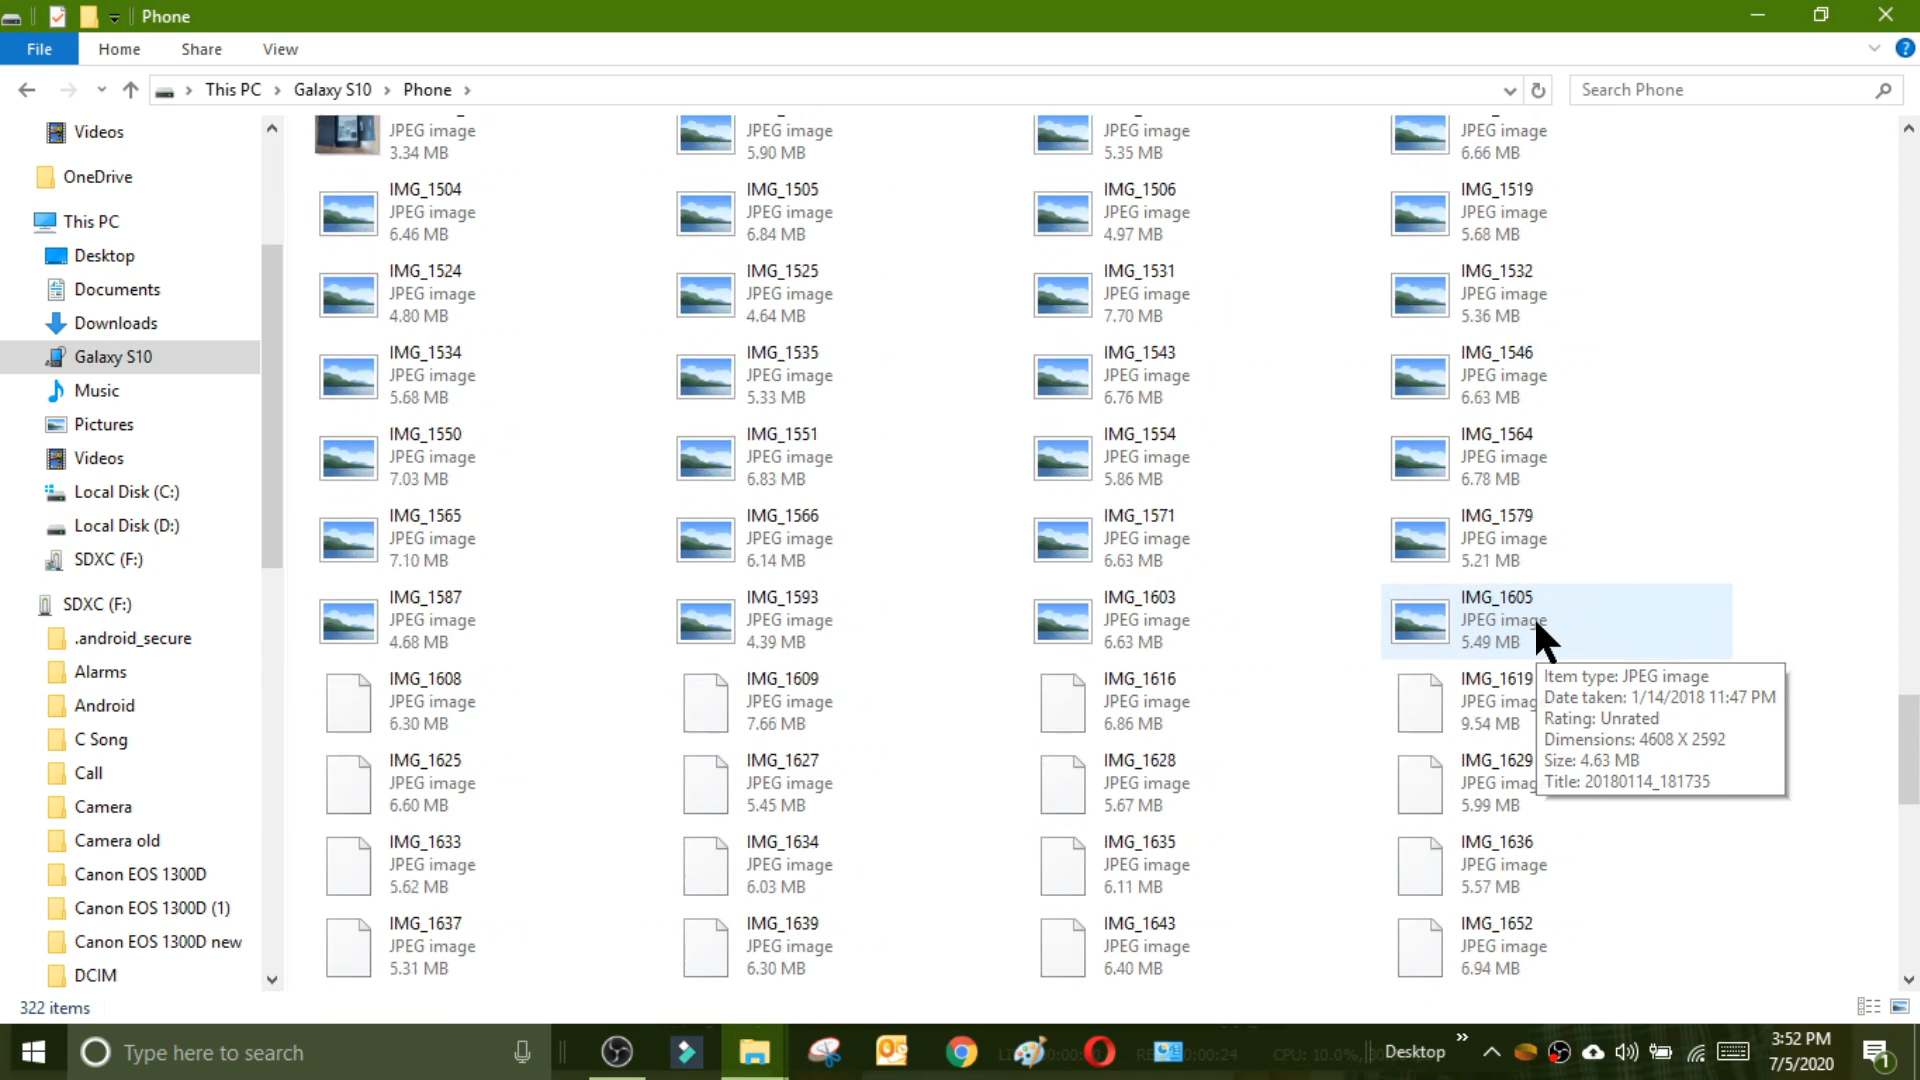 Phone
File
Home
Share
View
This PC
Galaxy S10
Phone
Search Phone
Videos
OneDrive
This PC
Desktop
Documents
Downloads
Galaxy S10
Music
Pictures
Videos
Local Disk (C:)
Local Disk (D:)
SDXC (F:)
SDXC (F:)
.android_secure
Alarms
Android
C Song
Call
Camera
Camera old
Canon EOS 1300D
Canon EOS 1300D (1)
Canon EOS 1300D new
DCIM
JPEG image
3.34 MB
JPEG image
5.90 MB
JPEG image
5.35 MB
JPEG image
6.66 MB
IMG_1504
JPEG image
6.46 MB
IMG_1505
JPEG image
6.84 MB
IMG_1506
JPEG image
4.97 MB
IMG_1519
JPEG image
5.68 MB
IMG_1524
JPEG image
4.80 MB
IMG_1525
JPEG image
4.64 MB
IMG_1531
JPEG image
7.70 MB
IMG_1532
JPEG image
5.36 MB
IMG_1534
JPEG image
5.68 MB
IMG_1535
JPEG image
5.33 MB
IMG_1543
JPEG image
6.76 MB
IMG_1546
JPEG image
6.63 MB
IMG_1550
JPEG image
7.03 MB
IMG_1551
JPEG image
6.83 MB
IMG_1554
JPEG image
5.86 MB
IMG_1564
JPEG image
6.78 MB
IMG_1565
JPEG image
7.10 MB
IMG_1566
JPEG image
6.14 MB
IMG_1571
JPEG image
6.63 MB
IMG_1579
JPEG image
5.21 MB
IMG_1587
JPEG image
4.68 MB
IMG_1593
JPEG image
4.39 MB
IMG_1603
JPEG image
6.63 MB
IMG_1605
JPEG image
5.49 MB
IMG_1608
JPEG image
6.30 MB
IMG_1609
JPEG image
7.66 MB
IMG_1616
JPEG image
6.86 MB
IMG_1619
JPEG imag
9.54 MB
Item type: JPEG image
Date taken: 1/14/2018 11:47 PM
Rating: Unrated
Dimensions: 4608 X 2592
Size: 4.63 MB
Title: 20180114_181735
IMG_1625
JPEG image
6.60 MB
IMG_1627
JPEG image
5.45 MB
IMG_1628
JPEG image
5.67 MB
IMG_1629
JPEG imag
5.99 MB
IMG_1633
JPEG image
5.62 MB
IMG_1634
JPEG image
6.03 MB
IMG_1635
JPEG image
6.11 MB
IMG_1636
JPEG image
5.57 MB
IMG_1637
JPEG image
5.31 MB
IMG_1639
JPEG image
6.30 MB
IMG_1643
JPEG image
6.40 MB
IMG_1652
JPEG image
6.94 MB
322 items
Type here to search
Desktop
3:52 PM
7/5/2020
1